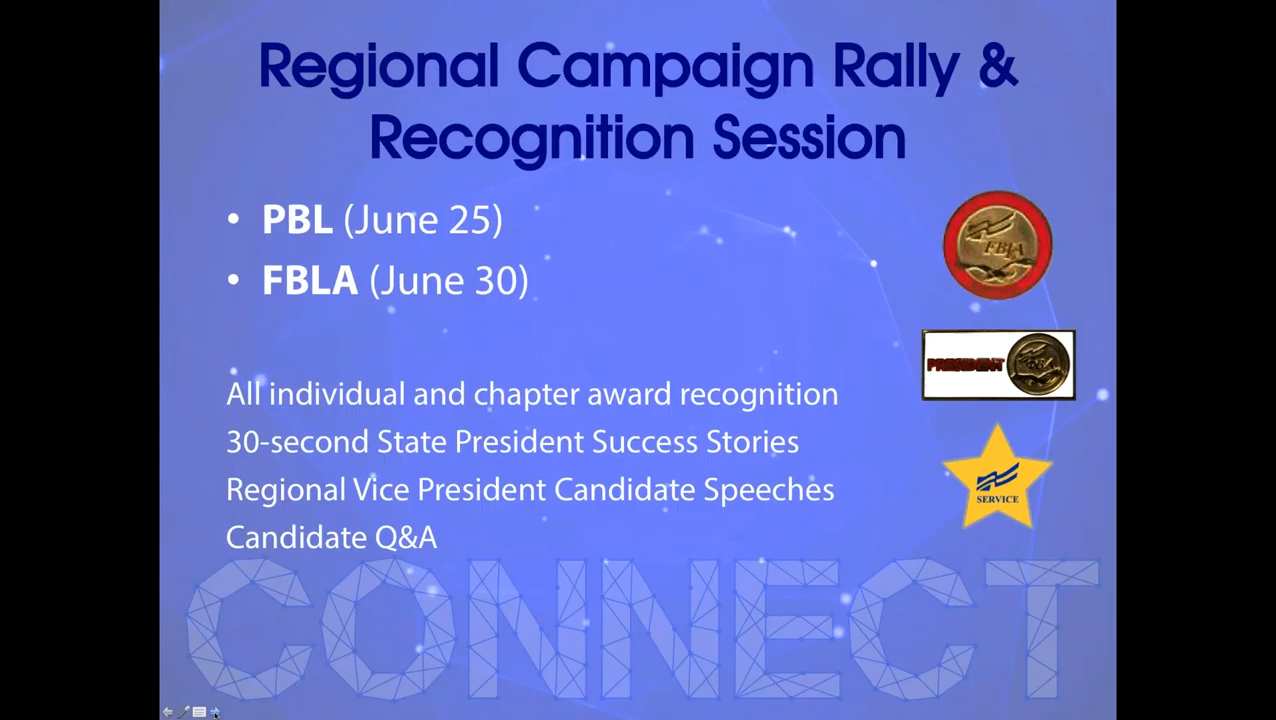 Regional Campaign Rally &
Recognition Session
• PBL (June 25)
• FBLA (June 30)
FBLA
PRESIDENT
All individual and chapter award recognition
30-second State President Success Stories
Regional Vice President Candidate Speeches
SERVICE
Candidate Q&A
CONNECT